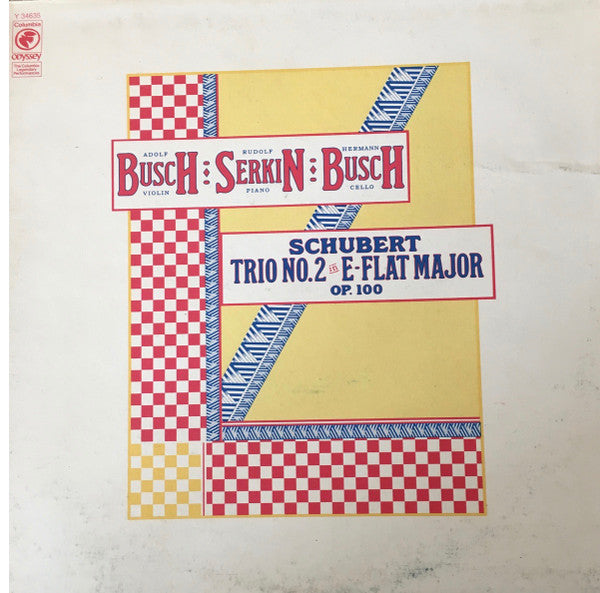 Y 34635
Columbia
Odyssey
The Columbia
Legendary
Performances
ADOLF RUDOLF HERMANN
BUSCH : SERKIN : BUSCH
VIOLIN PIANO CELLO
SCHUBERT
TRIO NO. 2 in E-FLAT MAJOR
OP. 100